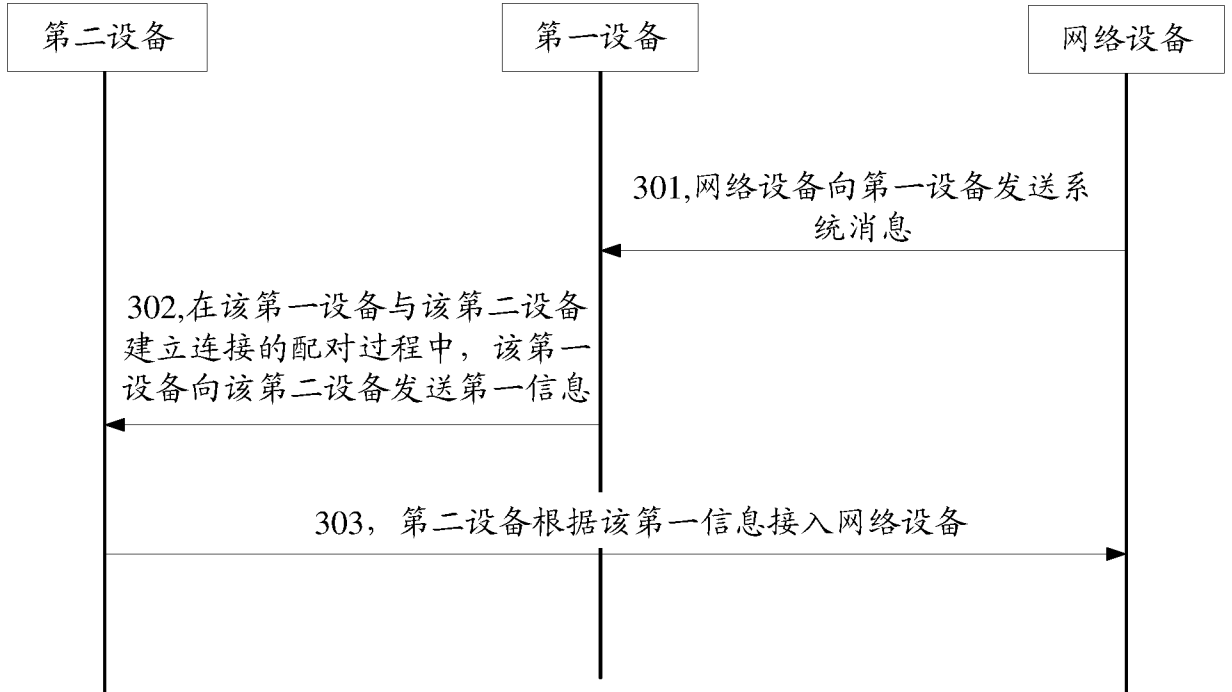 第二设备
第一设备
网络设备
301,网络设备向第一设备发送系
统消息
302,在该第一设备与该第二设备
建立连接的配对过程中，该第一
设备向该第二设备发送第一信息
303，第二设备根据该第一信息接入网络设备